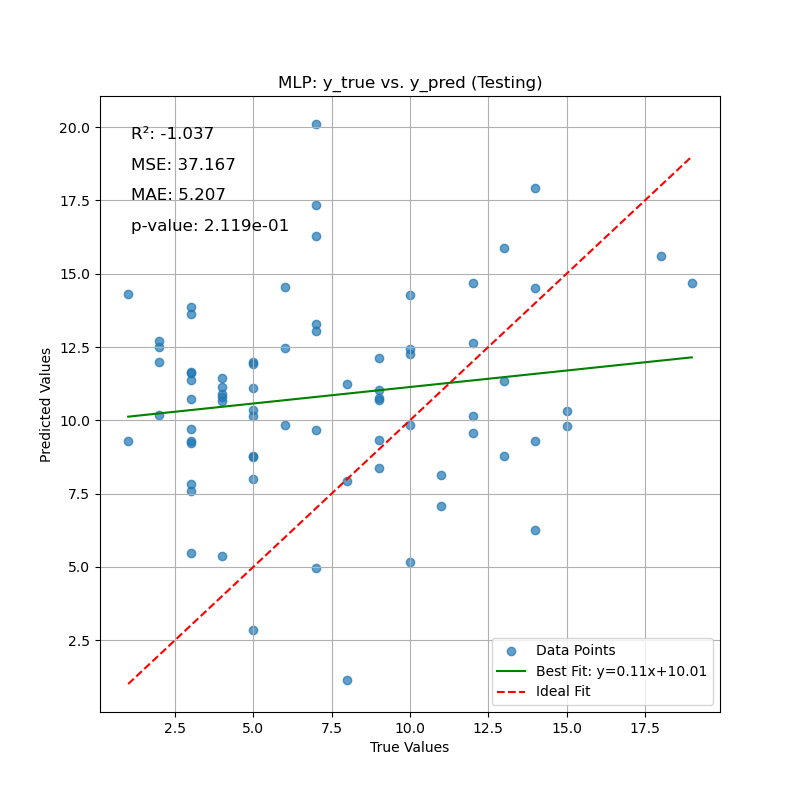 MLP: y_true vs. y_pred (Testing)
R²: -1.037
MSE: 37.167
MAE: 5.207
p-value: 2.119e-01
Predicted Values
20.0
17.5
15.0
12.5
10.0
7.5
5.0
2.5
Data Points
Best Fit: y=0.11x+10.01
Ideal Fit
2.5 5.0 7.5 10.0 12.5 15.0 17.5
True Values